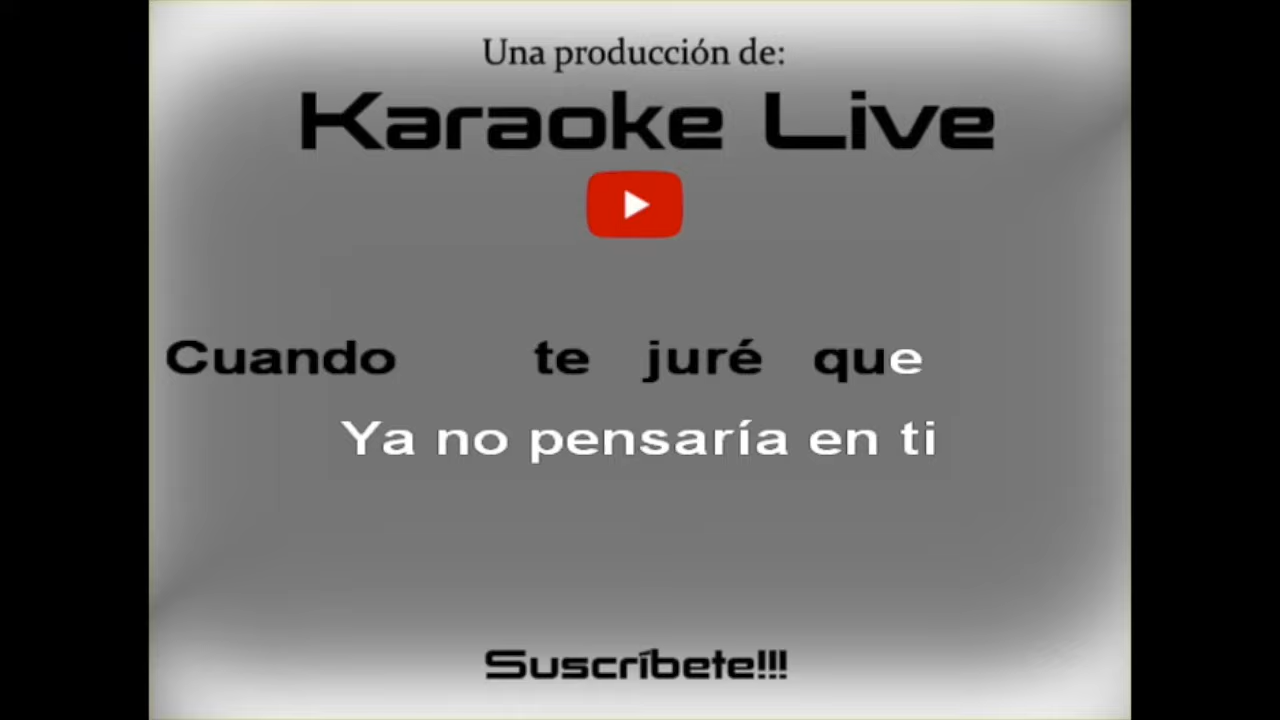 Una producción de:
Karaoke Live
Cuando te juré que
Ya no pensaría en ti
Suscríbete!!!